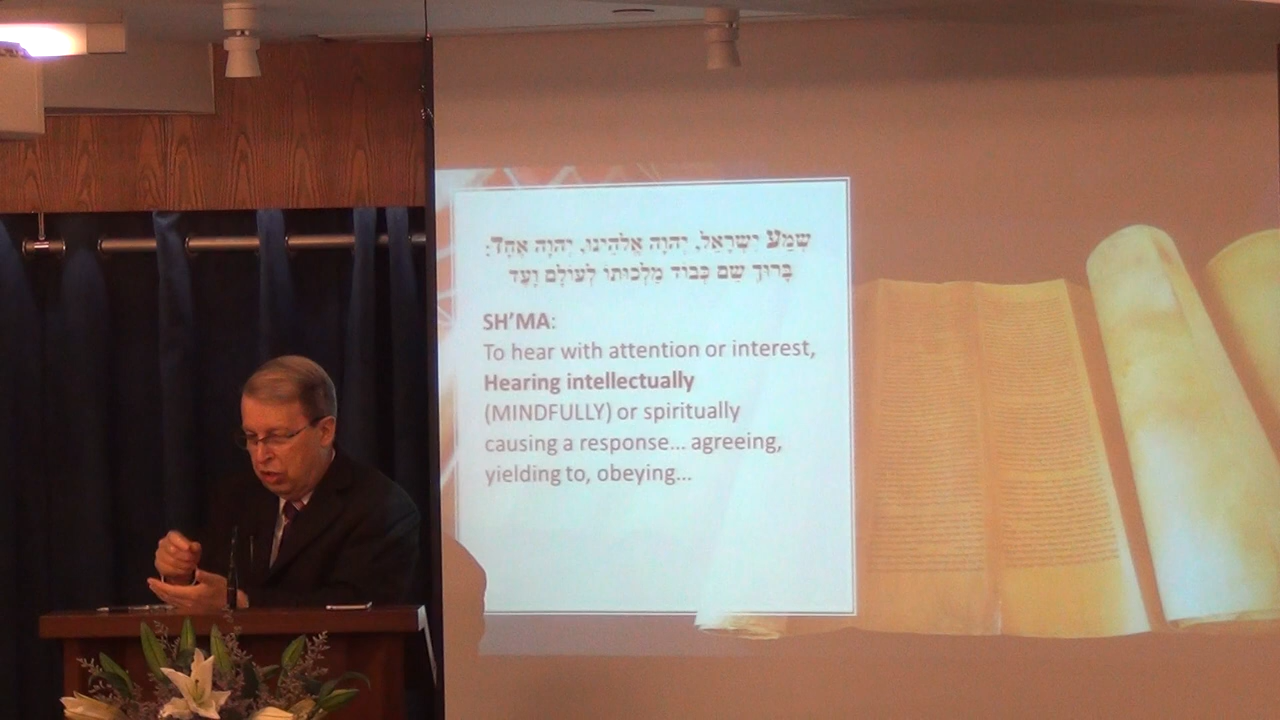 שְׁמַע יִשְׂרָאֵל, יְהוָה אֱלֹהֵינוּ, יְהוָה אֶחָד:
בָּרוּךְ שֵׁם כְּבוֹד מַלְכוּתוֹ לְעוֹלָם וָעֶד
SH’MA:
To hear with attention or interest,
Hearing intellectually
(MINDFULLY) or spiritually
causing a response... agreeing,
yielding to, obeying...